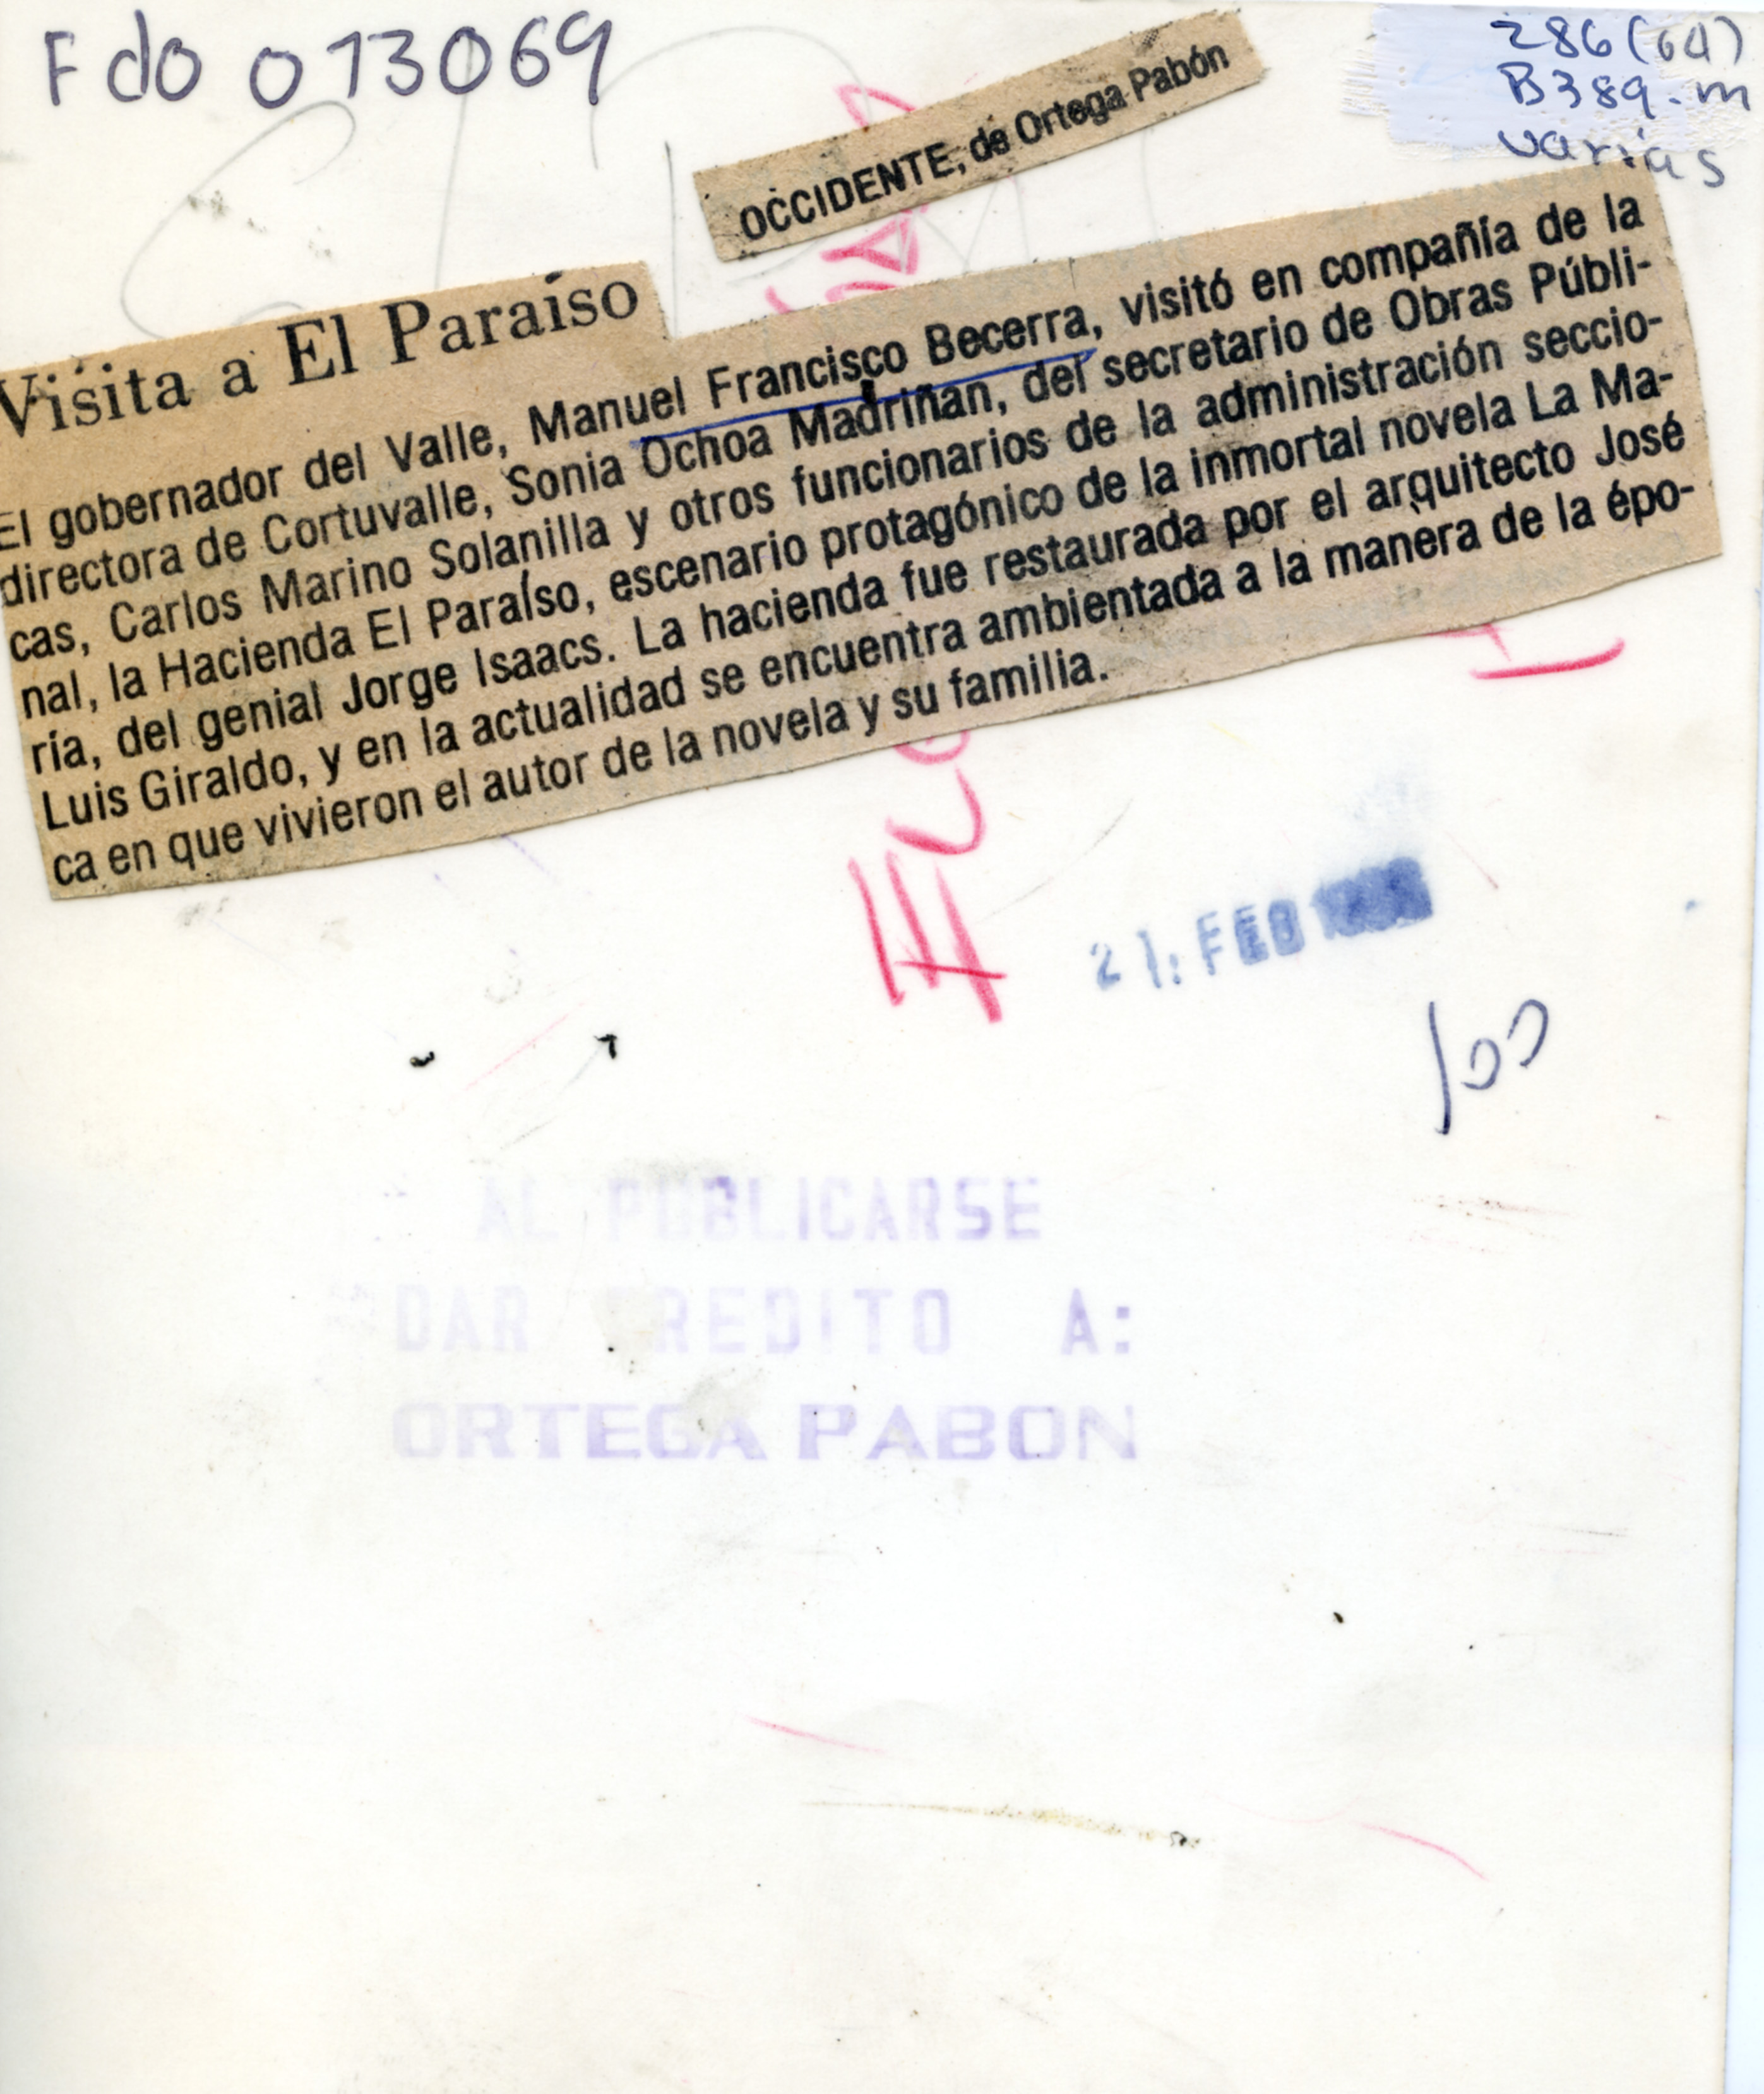 Fdo 013069
286(64)
B389.m
varias
OCCIDENTE, de Ortega Pabón
Visita a El Paraíso
El gobernador del Valle, Manuel Francisco Becerra, visitó en compañía de la
directora de Cortuvalle, Sonia Ochoa Madriñan, del secretario de Obras Públi-
cas, Carlos Marino Solanilla y otros funcionarios de la administración seccio-
nal, la Hacienda El Paraíso, escenario protagónico de la inmortal novela La Ma-
ría, del genial Jorge Isaacs. La hacienda fue restaurada por el arquitecto José
Luis Giraldo, y en la actualidad se encuentra ambientada a la manera de la épo-
ca en que vivieron el autor de la novela y su familia.
21. FEB
100
AL PUBLICARSE
DAR CREDITO A:
ORTEGA PABON